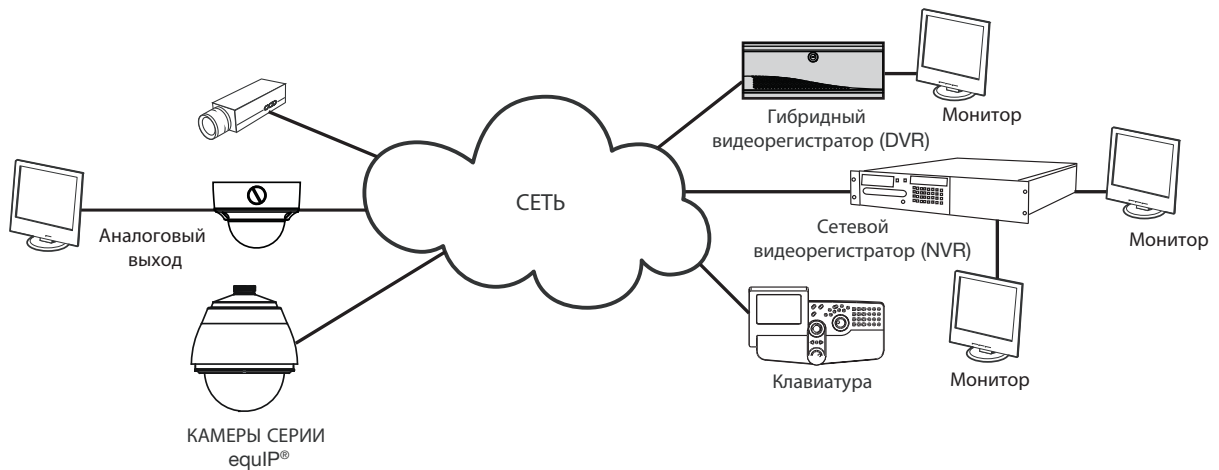 Гибридный
видеорегистратор (DVR)
Монитор
СЕТЬ
Аналоговый
выход
Сетевой
видеорегистратор (NVR)
Монитор
Клавиатура
Монитор
КАМЕРЫ СЕРИИ
equIP®